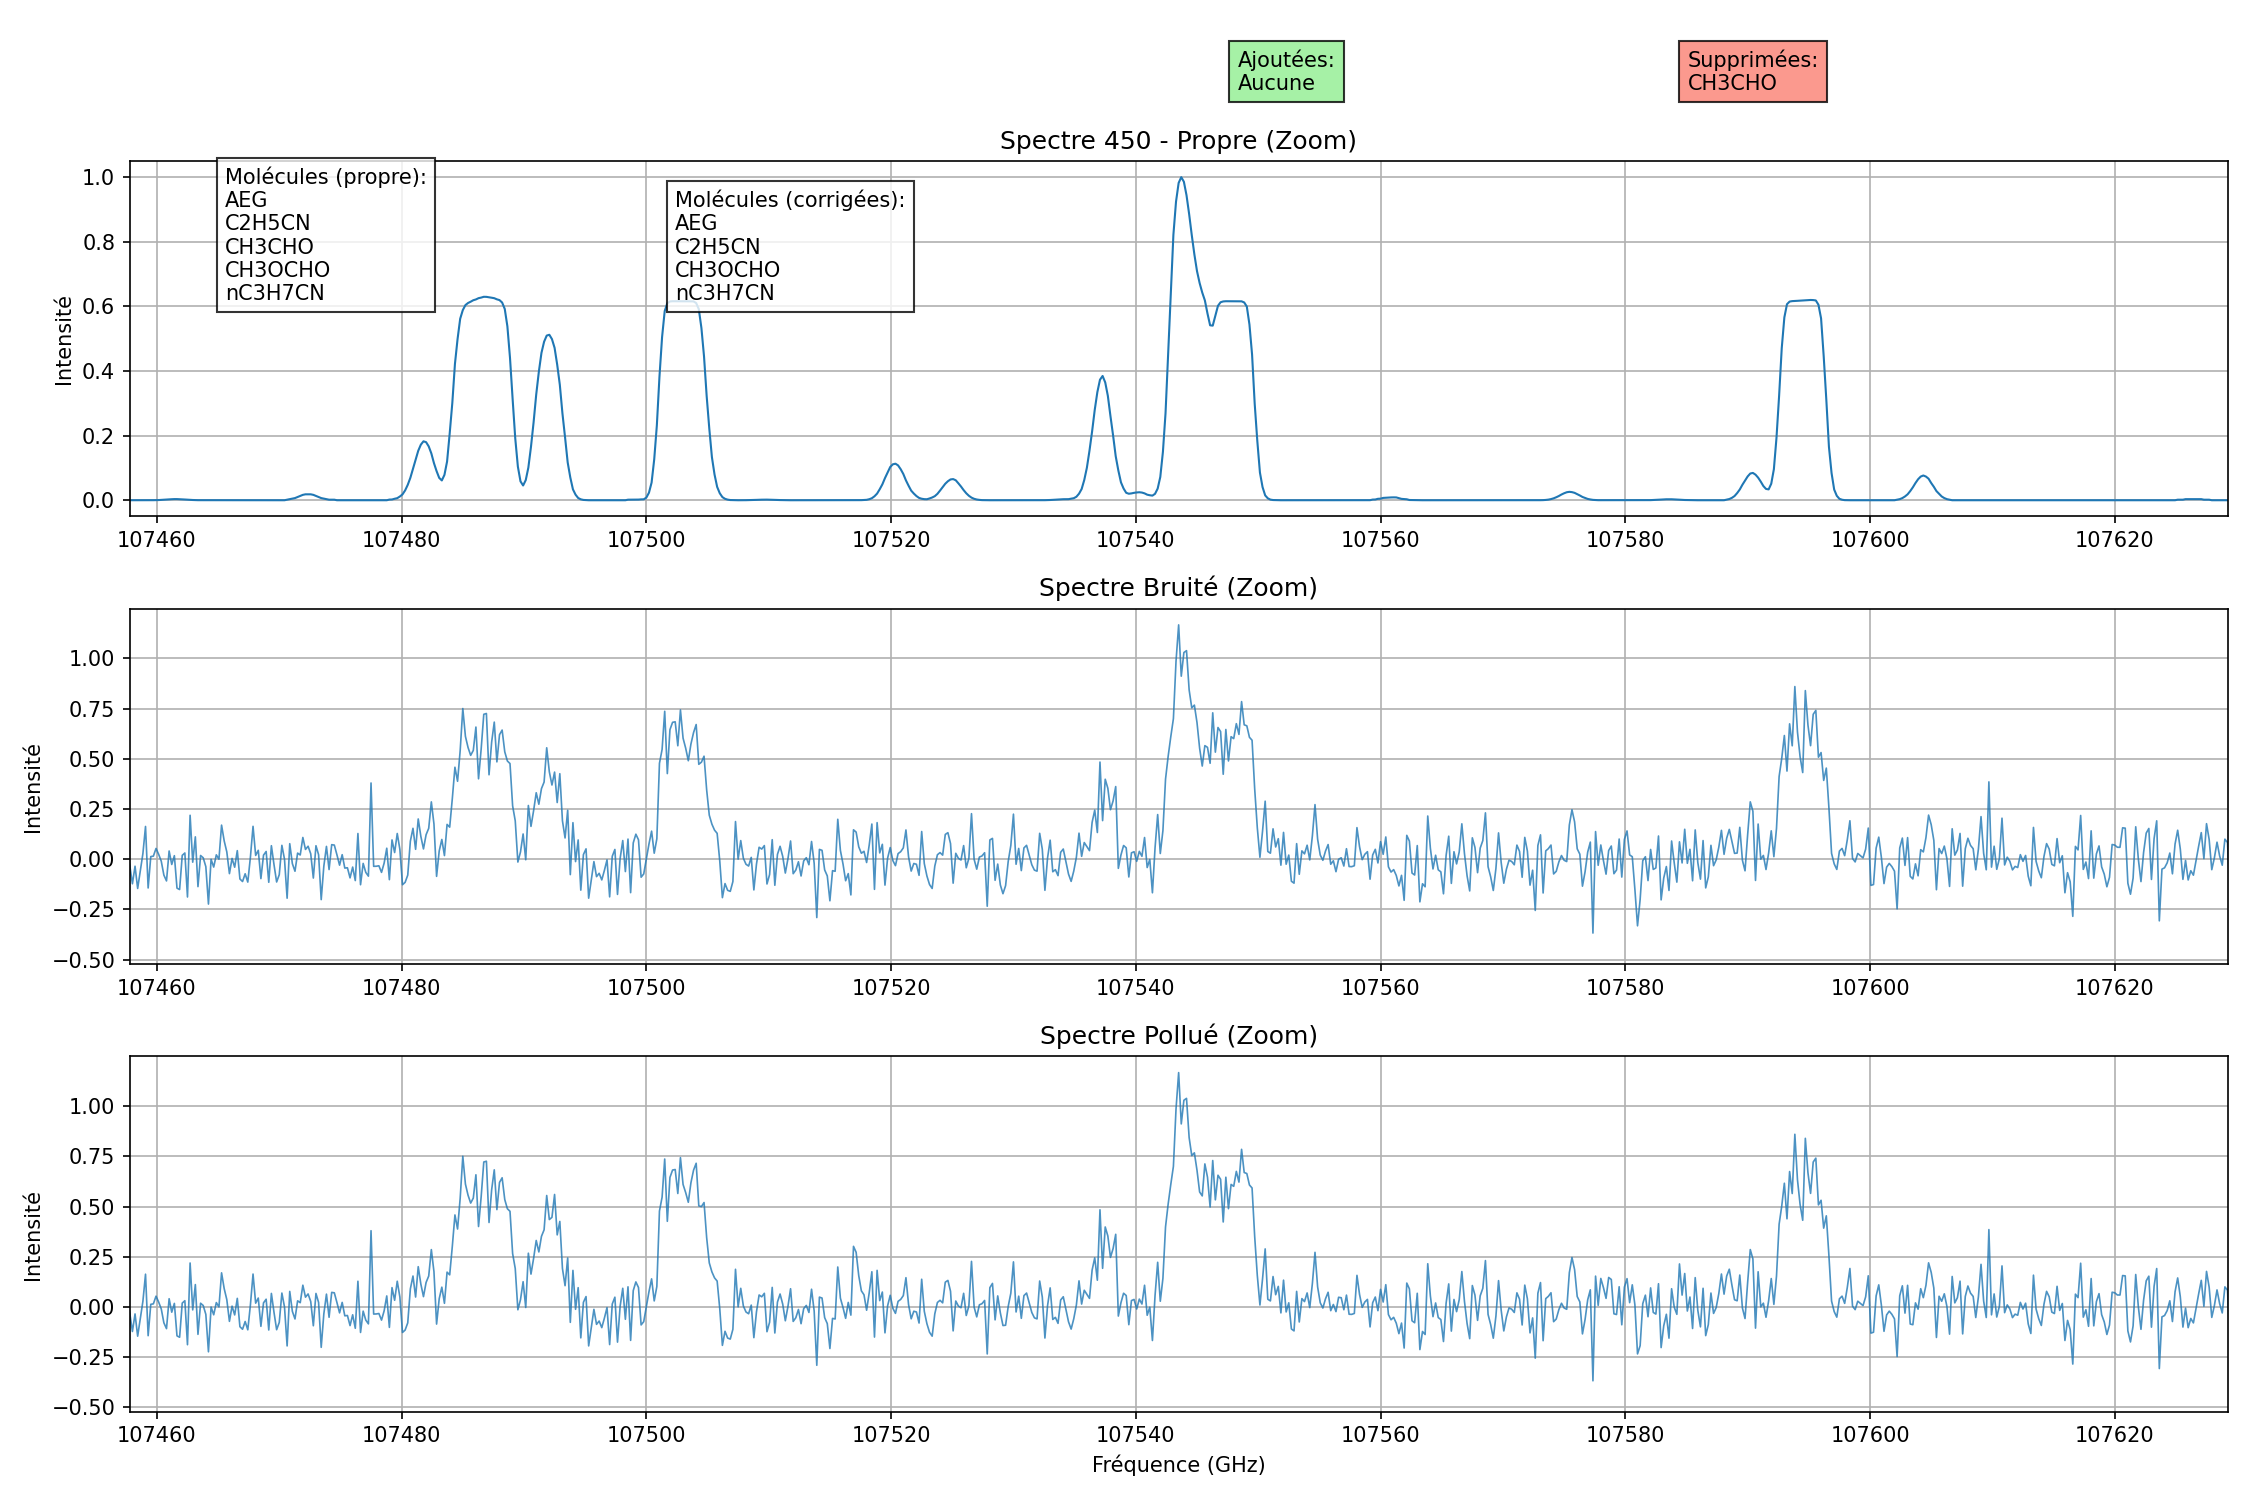 Ajoutées:
Aucune
Supprimées:
CH3CHO
Spectre 450 - Propre (Zoom)
Molécules (propre):
AEG
C2H5CN
CH3CHO
CH3OCHO
nC3H7CN
Molécules (corrigées):
AEG
C2H5CN
CH3OCHO
nC3H7CN
Intensité
1.0
0.8
0.6
0.4
0.2
0.0
107460 107480 107500 107520 107540 107560 107580 107600 107620
Spectre Bruité (Zoom)
Intensité
1.00
0.75
0.50
0.25
0.00
−0.25
−0.50
107460 107480 107500 107520 107540 107560 107580 107600 107620
Spectre Pollué (Zoom)
Intensité
1.00
0.75
0.50
0.25
0.00
−0.25
−0.50
107460 107480 107500 107520 107540 107560 107580 107600 107620
Fréquence (GHz)